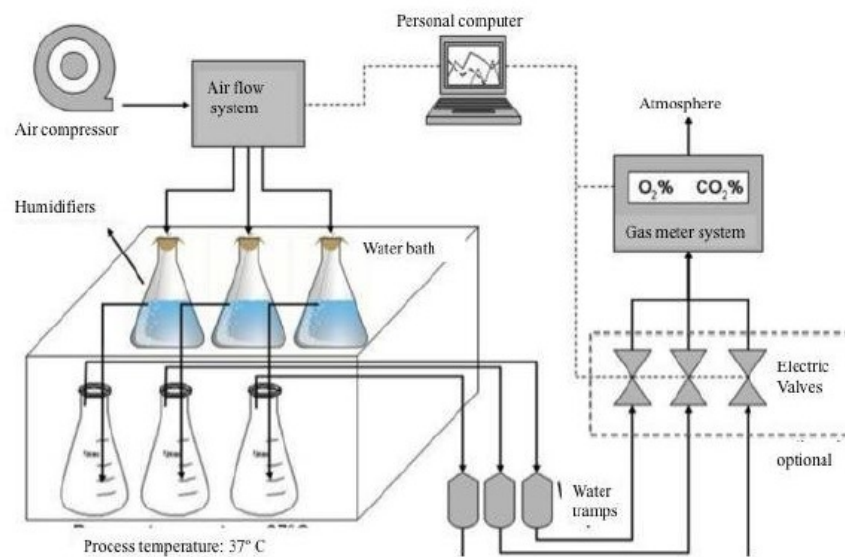 Personal computer
Air flow
system
Air compressor
Atmosphere
O2% CO2%
Gas meter system
Humidifiers
Water bath
Electric
Valves
optional
Water
tramps
Process temperature: 37º C